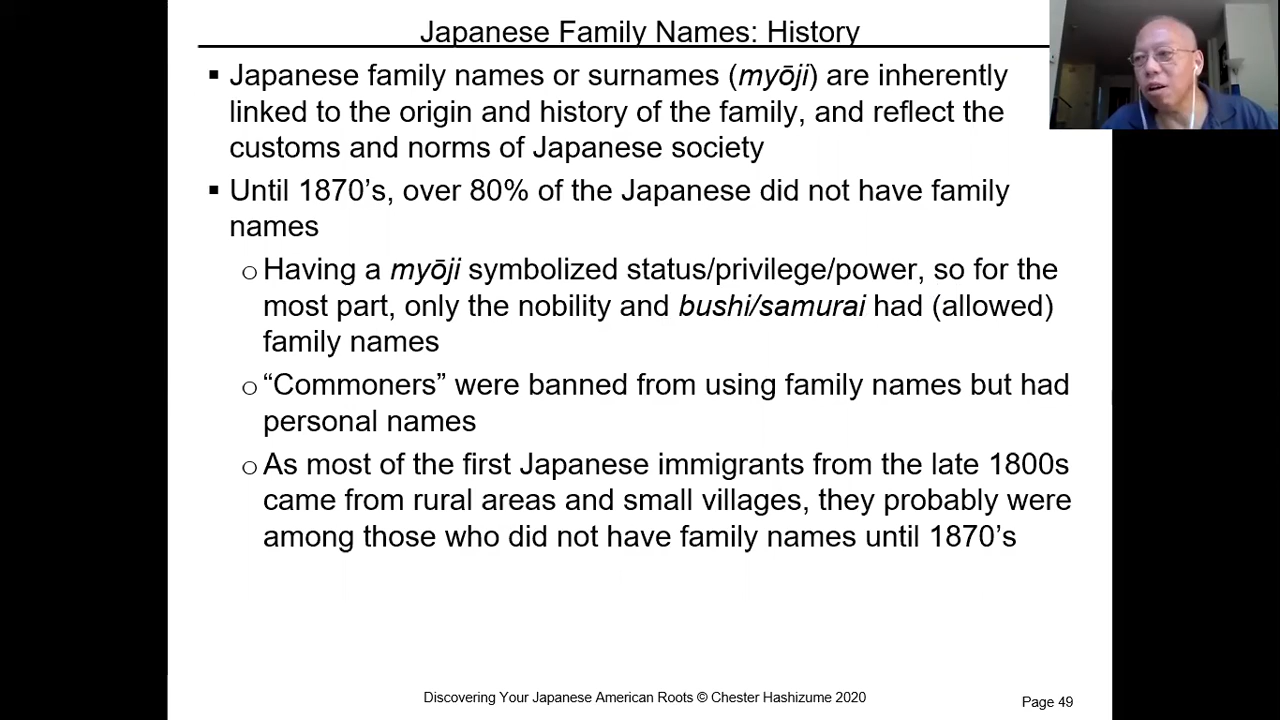 Japanese Family Names: History
▪ Japanese family names or surnames (myōji) are inherently
linked to the origin and history of the family, and reflect the
customs and norms of Japanese society
▪ Until 1870’s, over 80% of the Japanese did not have family
names
o Having a myōji symbolized status/privilege/power, so for the
most part, only the nobility and bushi/samurai had (allowed)
family names
o “Commoners” were banned from using family names but had
personal names
o As most of the first Japanese immigrants from the late 1800s
came from rural areas and small villages, they probably were
among those who did not have family names until 1870’s
Discovering Your Japanese American Roots © Chester Hashizume 2020
Page 49